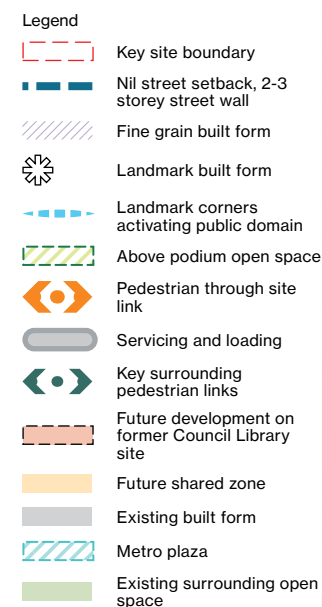 Legend
Key site boundary
Nil street setback, 2-3
storey street wall
Fine grain built form
Landmark built form
Landmark corners
activating public domain
Above podium open space
Pedestrian through site
link
Servicing and loading
Key surrounding
pedestrian links
Future development on
former Council Library
site
Future shared zone
Existing built form
Metro plaza
Existing surrounding open
space